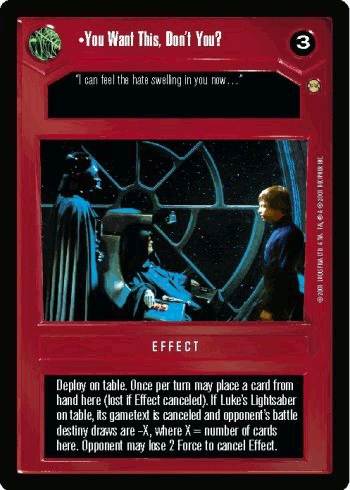 •You Want This, Don't You?
3
"I can feel the hate swelling in you now..."
EFFECT
Deploy on table. Once per turn may place a card from
hand here (lost if Effect canceled). If Luke's Lightsaber
on table, its gametext is canceled and opponent's battle
destiny draws are -X, where X = number of cards
here. Opponent may lose 2 Force to cancel Effect.